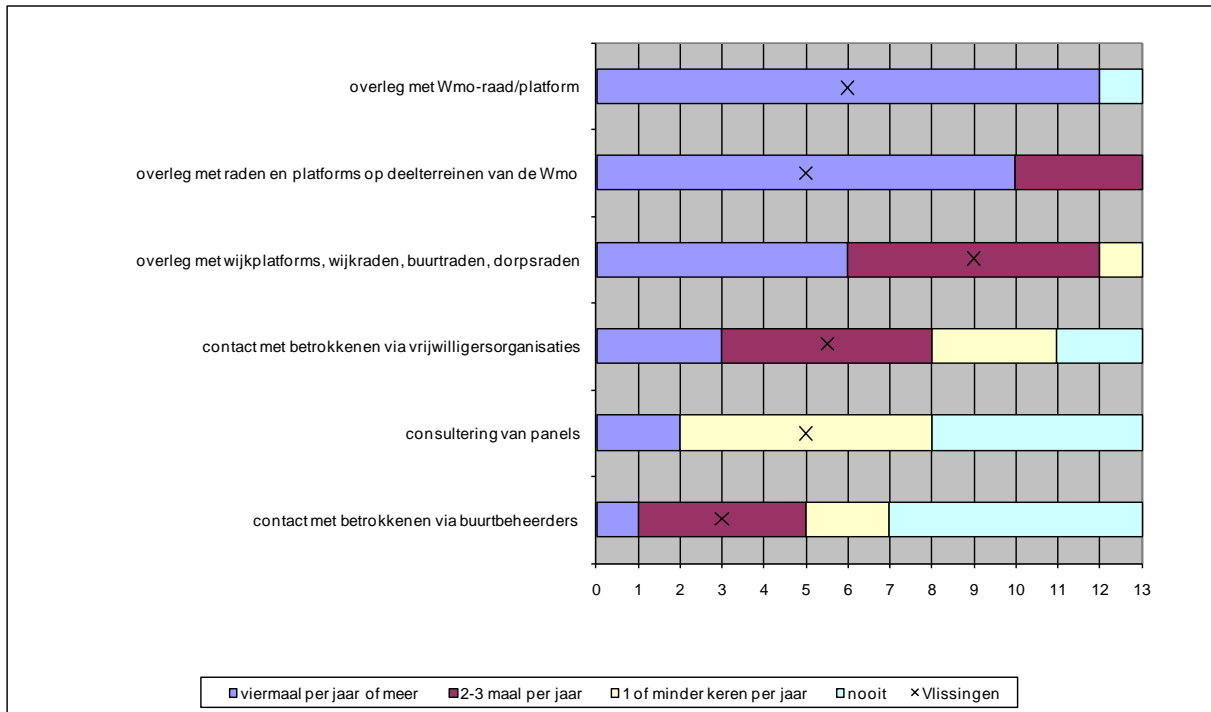 overleg met Wmo-raad/platform
overleg met raden en platforms op deelterreinen van de Wmo
overleg met wijkplatforms, wijkraden, buurtraden, dorpsraden
contact met betrokkenen via vrijwilligersorganisaties
consultering van panels
contact met betrokkenen via buurtbeheerders
0 1 2 3 4 5 6 7 8 9 10 11 12 13
viermaal per jaar of meer 2-3 maal per jaar 1 of minder keren per jaar nooit Vlissingen